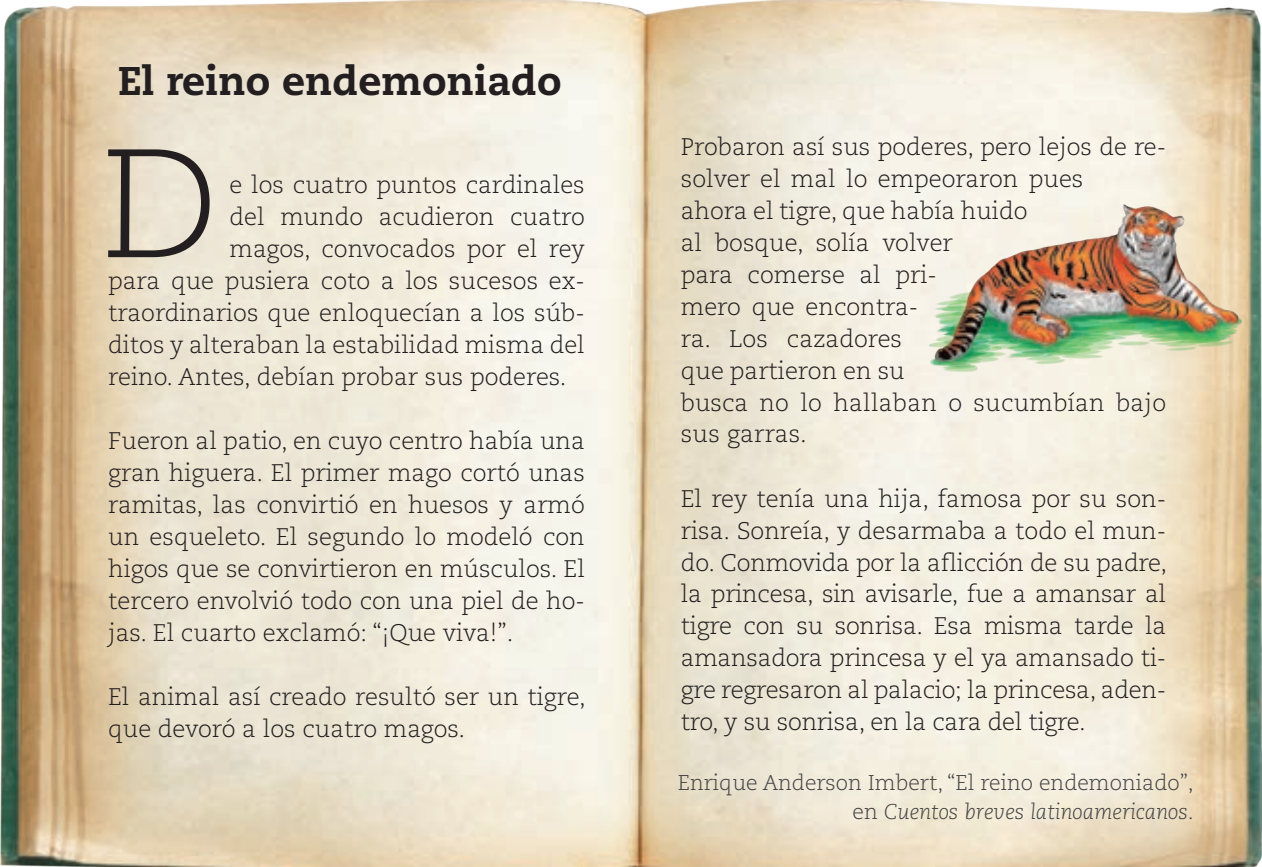 El reino endemoniado
De los cuatro puntos cardinales
del mundo acudieron cuatro
magos, convocados por el rey
para que pusiera coto a los sucesos ex-
traordinarios que enloquecían a los súb-
ditos y alteraban la estabilidad misma del
reino. Antes, debían probar sus poderes.
Fueron al patio, en cuyo centro había una
gran higuera. El primer mago cortó unas
ramitas, las convirtió en huesos y armó
un esqueleto. El segundo lo modeló con
higos que se convirtieron en músculos. El
tercero envolvió todo con una piel de ho-
jas. El cuarto exclamó: “¡Que viva!”.
El animal así creado resultó ser un tigre,
que devoró a los cuatro magos.
Probaron así sus poderes, pero lejos de re-
solver el mal lo empeoraron pues
ahora el tigre, que había huido
al bosque, solía volver
para comerse al pri-
mero que encontra-
ra. Los cazadores
que partieron en su
busca no lo hallaban o sucumbían bajo
sus garras.
El rey tenía una hija, famosa por su son-
risa. Sonreía, y desarmaba a todo el mun-
do. Conmovida por la aflicción de su padre,
la princesa, sin avisarle, fue a amansar al
tigre con su sonrisa. Esa misma tarde la
amansadora princesa y el ya amansado ti-
gre regresaron al palacio; la princesa, aden-
tro, y su sonrisa, en la cara del tigre.
Enrique Anderson Imbert, “El reino endemoniado”,
en Cuentos breves latinoamericanos.